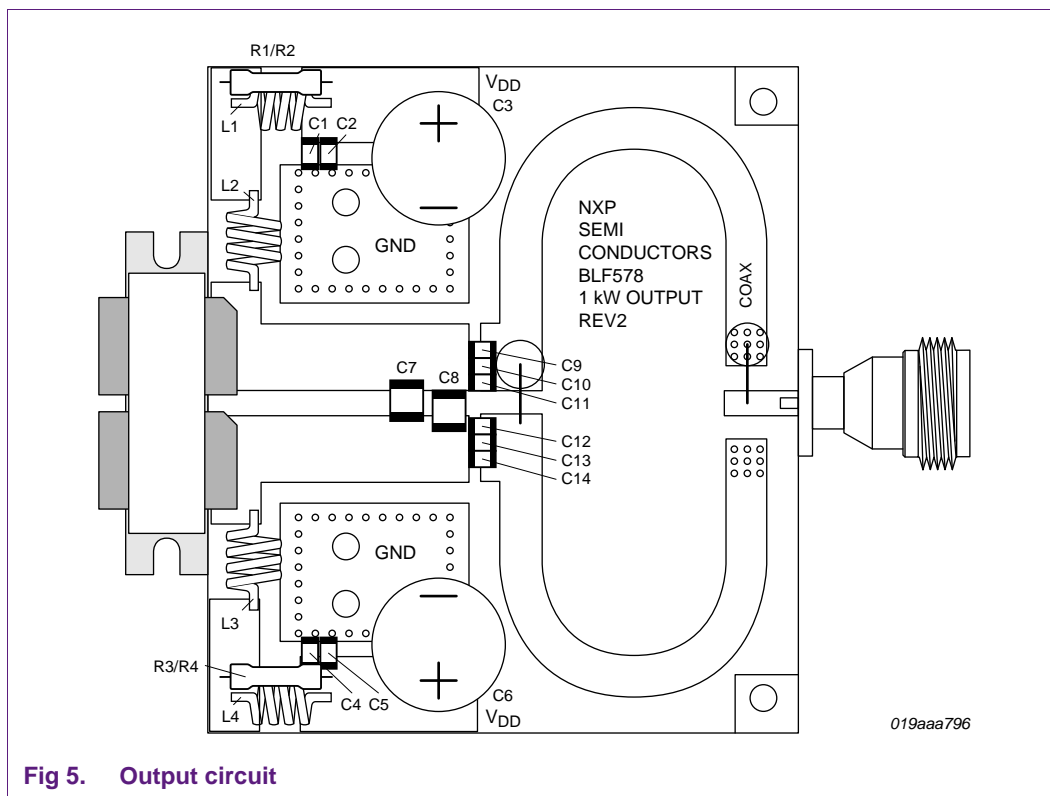 R1/R2
VDD
C3
L1
C1 C2
L2
GND
NXP
SEMI
CONDUCTORS
BLF578
1 kW OUTPUT
REV2
COAX
C7
C8
C9
C10
C11
C12
C13
C14
GND
L3
R3/R4
L4
C4 C5
C6
VDD
019aaa796
Fig 5. Output circuit